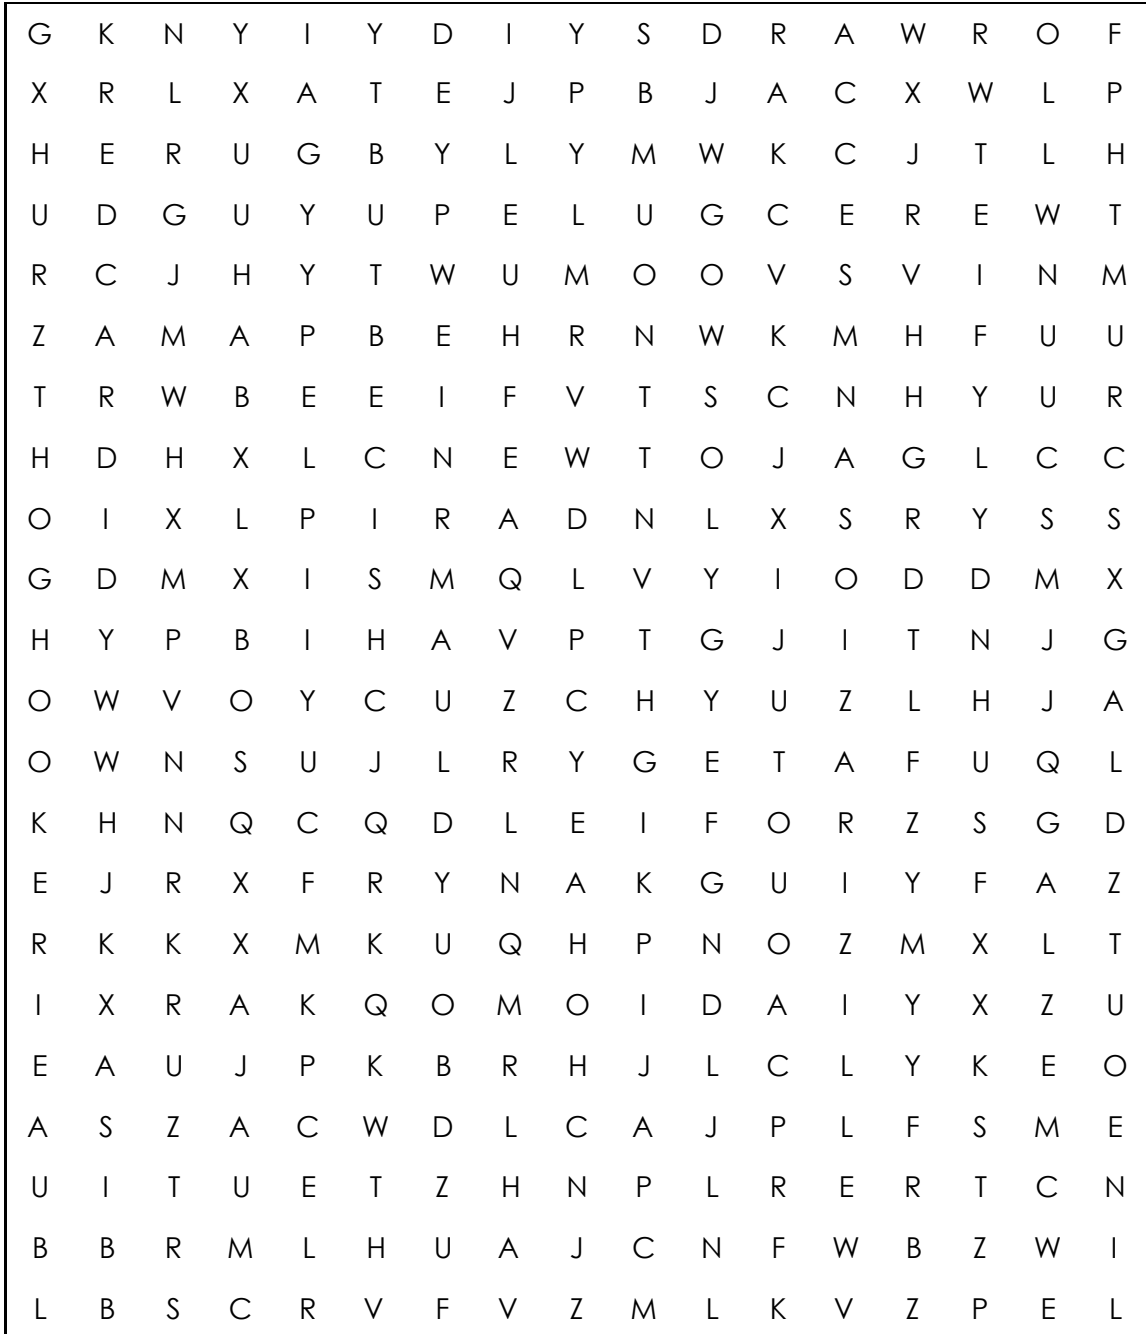 G K N Y I Y D I Y S D R A W R O F
X R L X A T E J P B J A C X W L P
H E R U G B Y L Y M W K C J T L H
U D G U Y U P E L U G C E R E W T
R C J H Y T W U M O O V S V I N M
Z A M A P B E H R N W K M H F U U
T R W B E E I F V T S C N H Y U R
H D H X L C N E W T O J A G L C C
O I X L P I R A D N L X S R Y S S
G D M X I S M Q L V Y I O D D M X
H Y P B I H A V P T G J I T N J G
O W V O Y C U Z C H Y U Z L H J A
O W N S U J L R Y G E T A F U Q L
K H N Q C Q D L E I F O R Z S G D
E J R X F R Y N A K G U I Y F A Z
R K K X M K U Q H P N O Z M X L T
I X R A K Q O M O I D A I Y X Z U
E A U J P K B R H J L C L Y K E O
A S Z A C W D L C A J P L F S M E
U I T U E T Z H N P L R E R T C N
B B R M L H U A J C N F W B Z W I
L B S C R V F V Z M L K V Z P E L